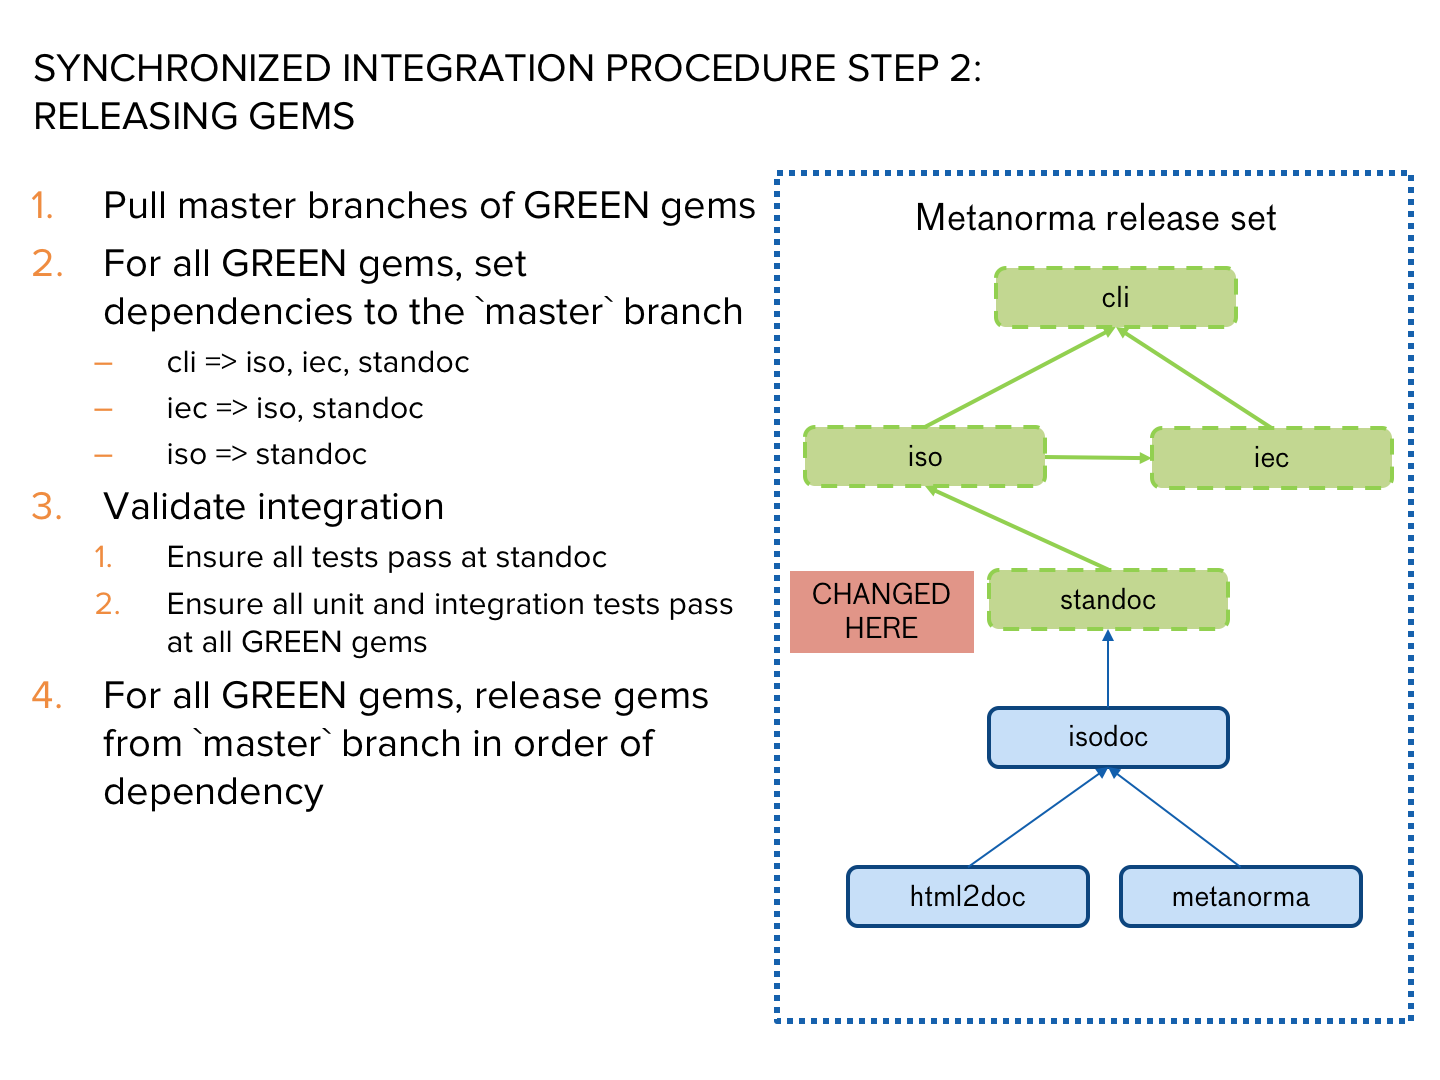 SYNCHRONIZED INTEGRATION PROCEDURE STEP 2:
RELEASING GEMS
1. Pull master branches of GREEN gems
2. For all GREEN gems, set
dependencies to the `master` branch
– cli => iso, iec, standoc
– iec => iso, standoc
– iso => standoc
3. Validate integration
1. Ensure all tests pass at standoc
2. Ensure all unit and integration tests pass
at all GREEN gems
4. For all GREEN gems, release gems
from `master` branch in order of
dependency
Metanorma release set
cli
iso
iec
CHANGED
HERE
standoc
isodoc
html2doc
metanorma